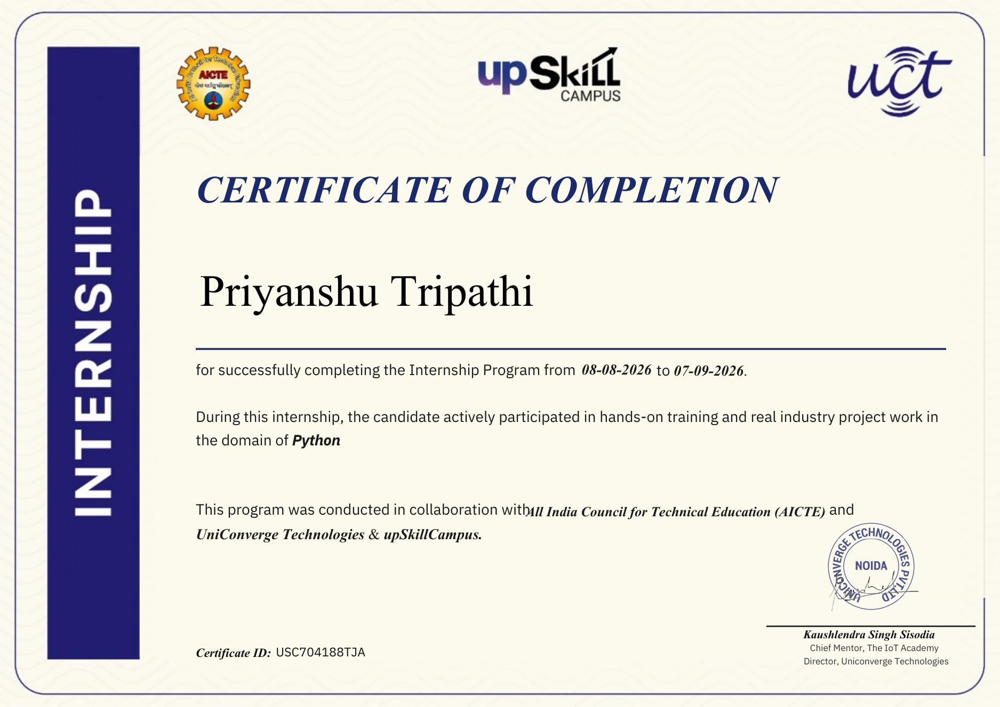 AICTE
upSkill
CAMPUS
uct
INTERNSHIP
CERTIFICATE OF COMPLETION
Priyanshu Tripathi
for successfully completing the Internship Program from 08-08-2026 to 07-09-2026.
During this internship, the candidate actively participated in hands-on training and real industry project work in
the domain of Python
This program was conducted in collaboration with All India Council for Technical Education (AICTE) and
UniConverge Technologies & upSkillCampus.
UNICONVERGE TECHNOLOGIES PVT.LTD
NOIDA
Kaushlendra Singh Sisodia
Chief Mentor, The IoT Academy
Director, Uniconverge Technologies
Certificate ID: USC704188TJA